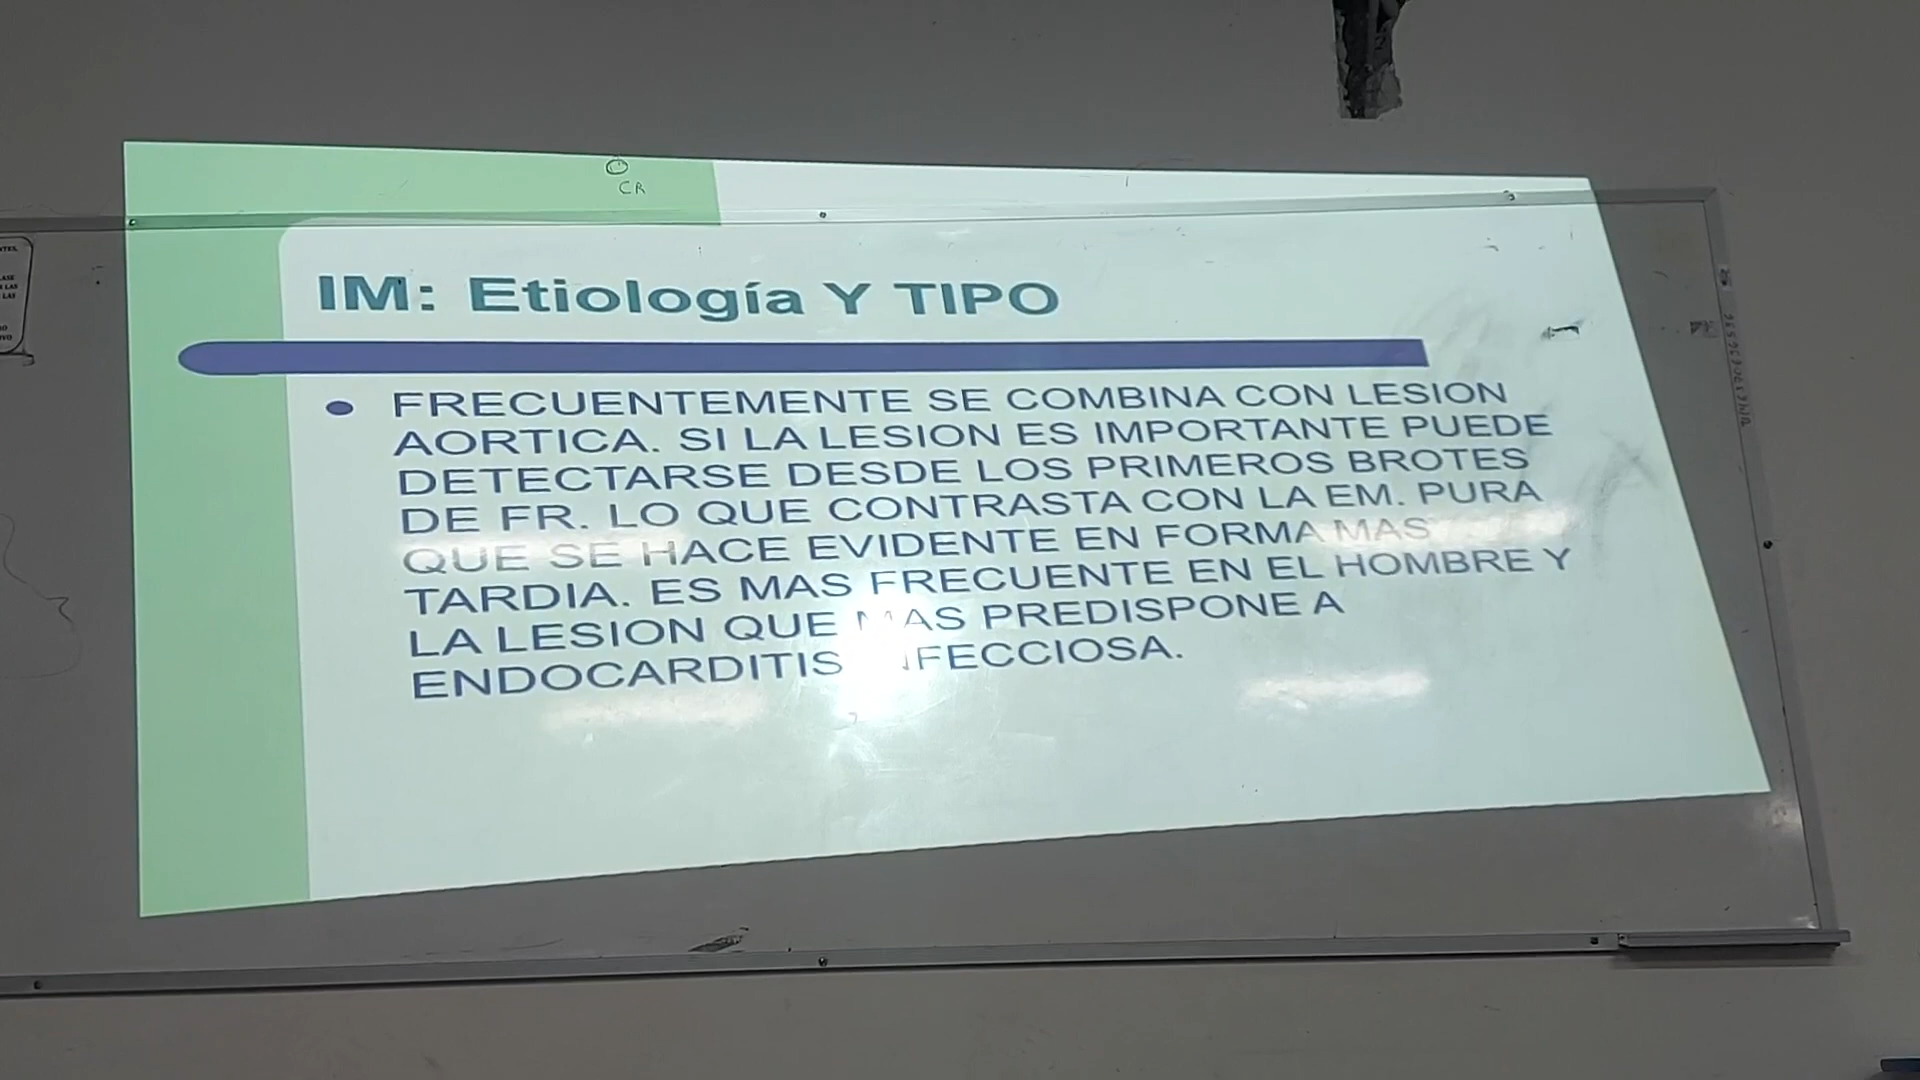 CR
IM: Etiología Y TIPO
FRECUENTEMENTE SE COMBINA CON LESION
AORTICA. SI LA LESION ES IMPORTANTE PUEDE
DETECTARSE DESDE LOS PRIMEROS BROTES
DE FR. LO QUE CONTRASTA CON LA EM. PURA
QUE SE HACE EVIDENTE EN FORMA MAS
TARDIA. ES MAS FRECUENTE EN EL HOMBRE Y
LA LESION QUE MAS PREDISPONE A
ENDOCARDITIS INFECCIOSA.